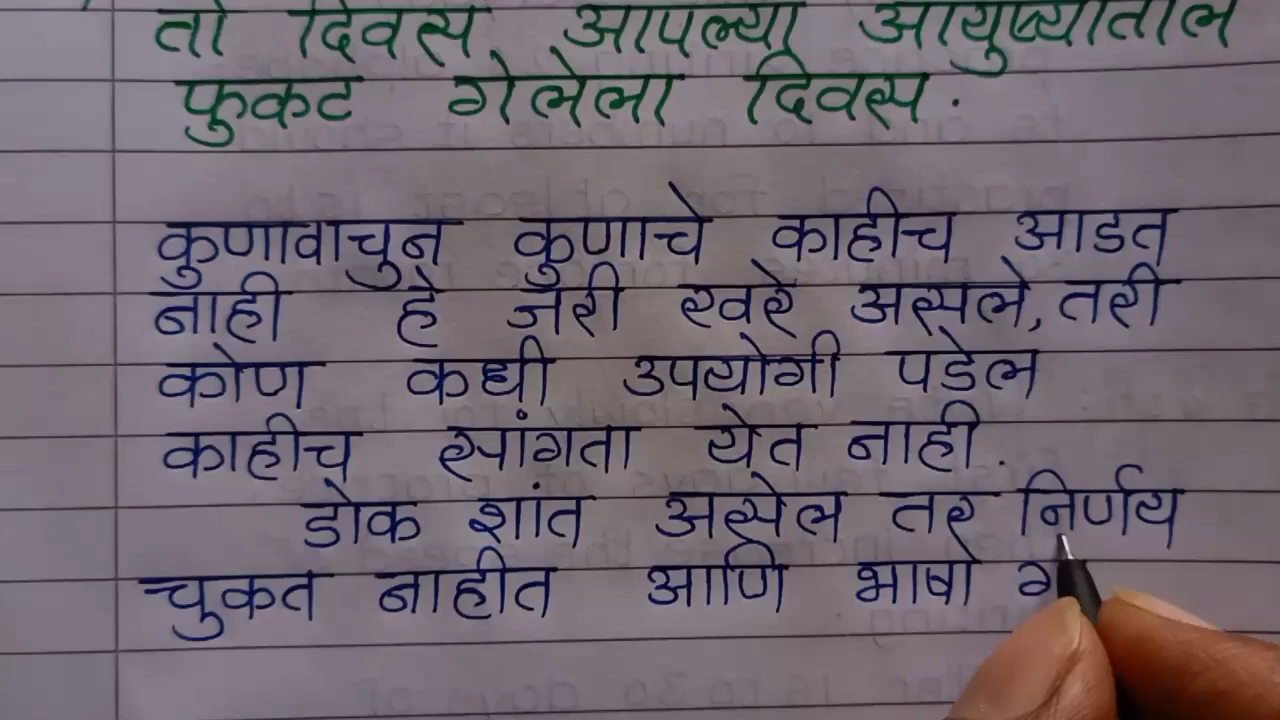 तो दिवस आपल्या आयुष्यातील
फुकट गेलेला दिवस.
कुणावाचुन कुणाचे काहीच आडत
नाही हे जरी खरे असले, तरी
कोण कधी उपयोगी पडेल
काहीच सांगता येत नाही.
डोक शांत असेल तर निर्णय
चुकत नाहीत आणि भाषा ग